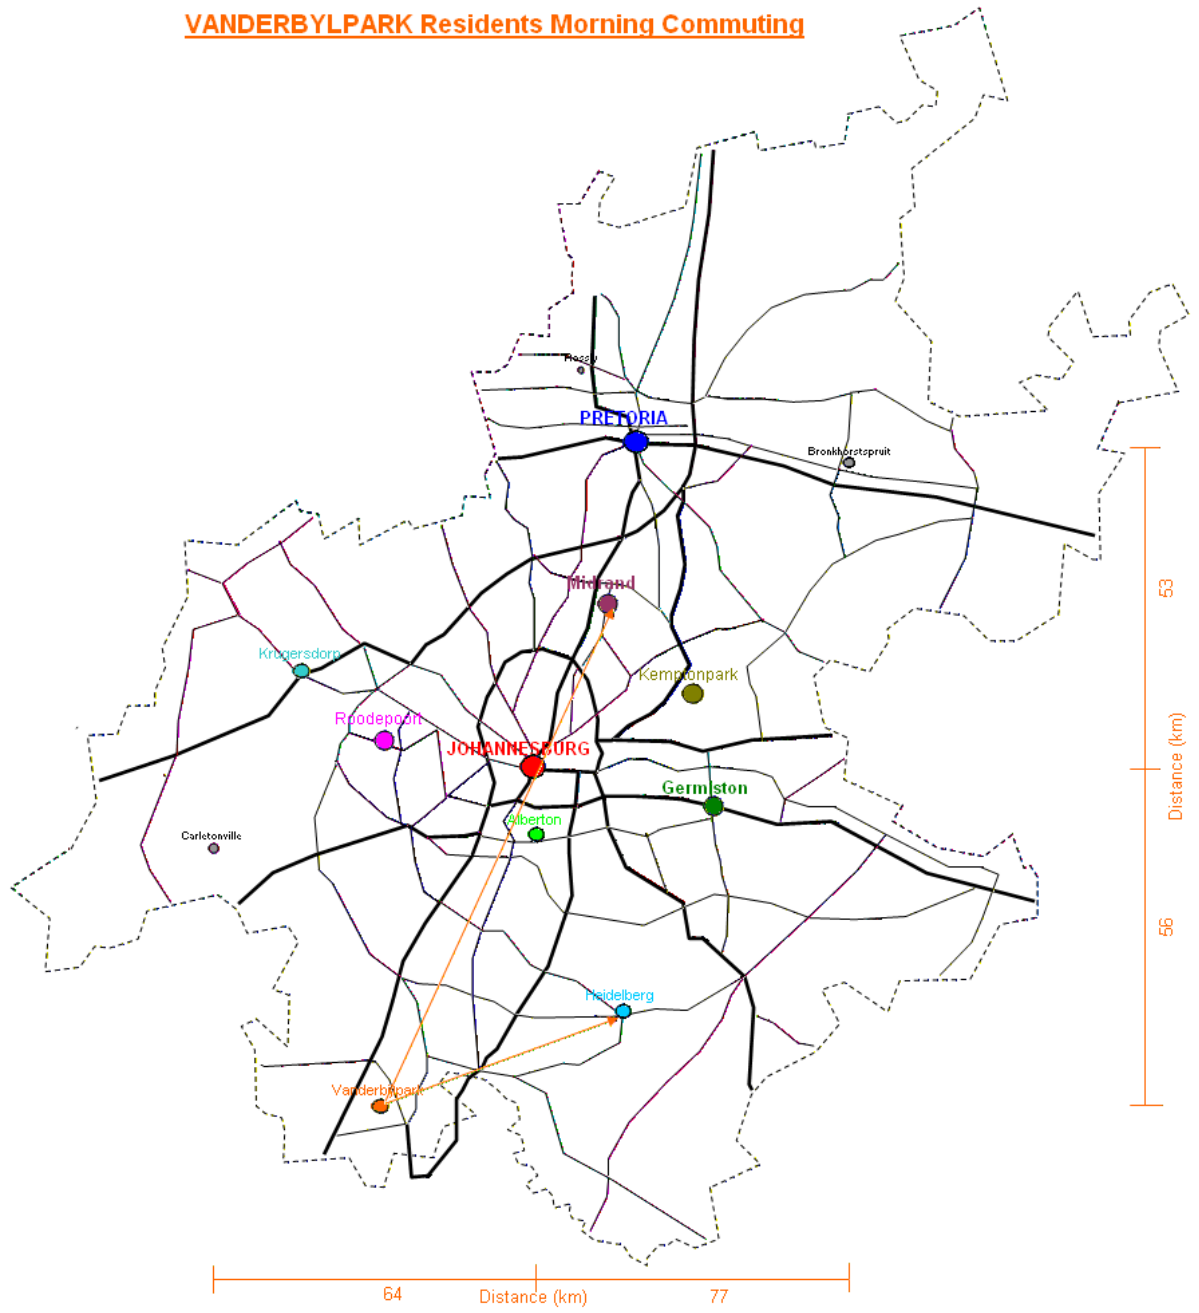 VANDERBYLPARK Residents Morning Commuting
Rossly
PRETORIA
Bronkhorstspruit
Midrand
53
Krugersdorp
Kemptonpark
Roodepoort
JOHANNESBURG
Distance (km)
Germiston
Alberton
Carletonville
56
Heidelberg
Vanderbylpark
64
Distance (km)
77